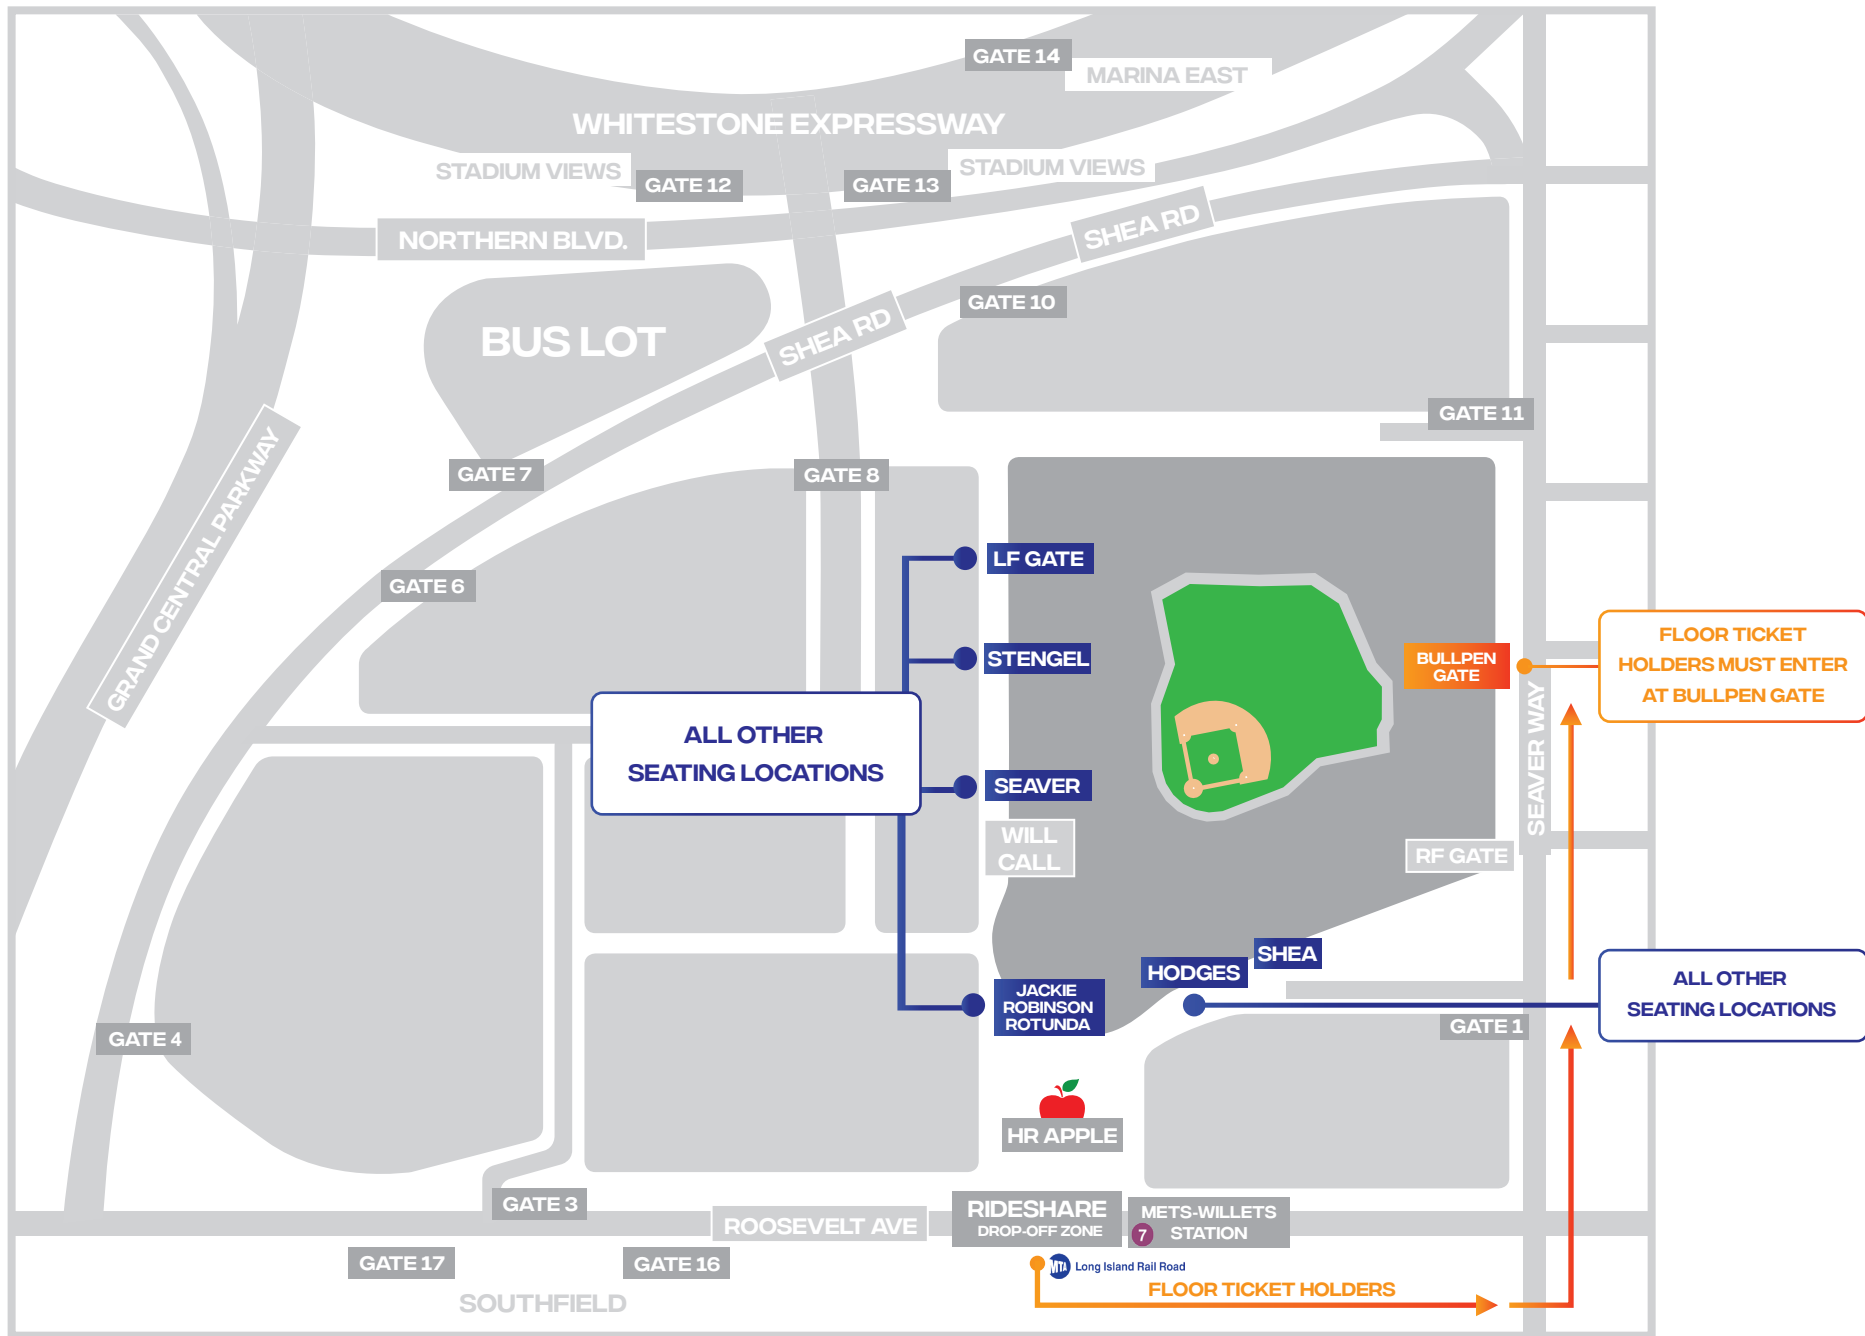 GATE 14
MARINA EAST
WHITESTONE EXPRESSWAY
STADIUM VIEWS
GATE 12
GATE 13
STADIUM VIEWS
NORTHERN BLVD.
SHEA RD
GATE 10
BUS LOT
SHEA RD
GATE 11
GATE 7
GATE 8
GRAND CENTRAL PARKWAY
GATE 6
LF GATE
STENGEL
BULLPEN
GATE
FLOOR TICKET
HOLDERS MUST ENTER
AT BULLPEN GATE
ALL OTHER
SEATING LOCATIONS
SEAVER
SEAVER WAY
WILL
CALL
RF GATE
SHEA
HODGES
JACKIE
ROBINSON
ROTUNDA
ALL OTHER
SEATING LOCATIONS
GATE 4
GATE 1
HR APPLE
GATE 3
ROOSEVELT AVE
RIDESHARE
DROP-OFF ZONE
METS-WILLETS
7 STATION
GATE 17
GATE 16
MTA Long Island Rail Road
FLOOR TICKET HOLDERS
SOUTHFIELD